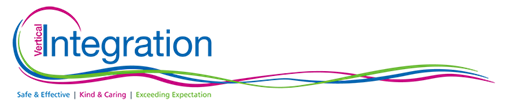 Vertical
Integration
Safe & Effective | Kind & Caring | Exceeding Expectation